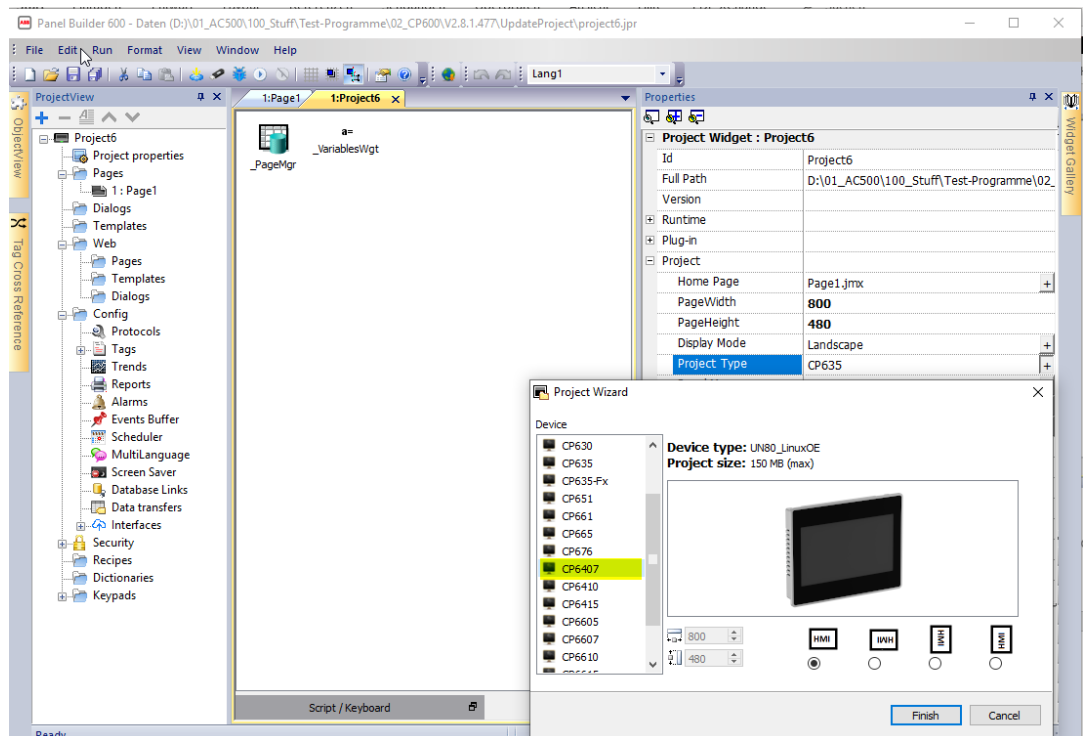 Panel Builder 600 - Daten (D:)\01_AC500\100_Stuff\Test-Programme\02_CP600\V2.8.1.477\UpdateProject\project6.jpr
File Edit Run Format View Window Help
Lang1
ProjectView
1:Page1 1:Project6
Properties
ObjectView
Tag Cross Reference
Widget Gallery
Project6
Project properties
Pages
1 : Page1
Dialogs
Templates
Web
Pages
Templates
Dialogs
Config
Protocols
Tags
Trends
Reports
Alarms
Events Buffer
Scheduler
MultiLanguage
Screen Saver
Database Links
Data transfers
Interfaces
Security
Recipes
Dictionaries
Keypads
_PageMgr
a=
_VariablesWgt
Script / Keyboard
Project Widget : Project6
Id Project6
Full Path D:\01_AC500\100_Stuff\Test-Programme\02_
Version
Runtime
Plug-in
Project
Home Page Page1.jmx
PageWidth 800
PageHeight 480
Display Mode Landscape
Project Type CP635
Project Wizard
Device
CP630
CP635
CP635-Fx
CP651
CP661
CP665
CP676
CP6407
CP6410
CP6415
CP6605
CP6607
CP6610
Device type: UN80_LinuxOE
Project size: 150 MB (max)
800
480
HMI HMI HMI HMI
Finish Cancel
Ready